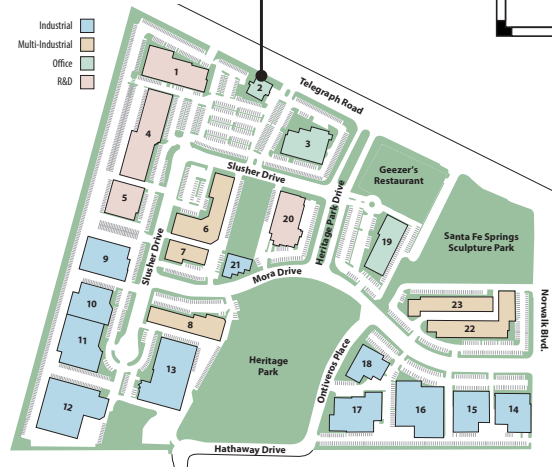 Industrial
Multi-Industrial
Office
R&D
1
2
Telegraph Road
3
4
Slusher Drive
Geezer's
Restaurant
5
6
20
Heritage Park Drive
19
Santa Fe Springs
Sculpture Park
7
9
Slusher Drive
21
Mora Drive
10
8
23
22
Norwalk Blvd.
11
13
Heritage
Park
Ontiveros Place
18
12
17
16
15
14
Hathaway Drive